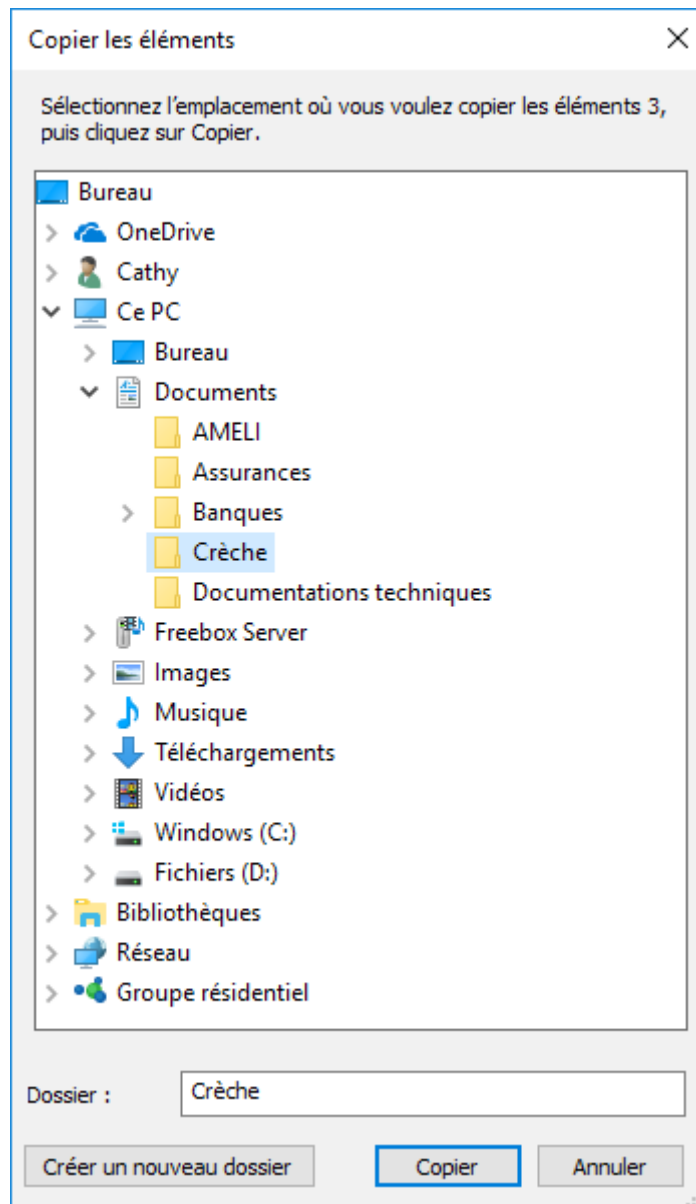 Copier les éléments
Sélectionnez l'emplacement où vous voulez copier les éléments 3,
puis cliquez sur Copier.
Bureau
OneDrive
Cathy
Ce PC
Bureau
Documents
AMELI
Assurances
Banques
Crèche
Documentations techniques
Freebox Server
Images
Musique
Téléchargements
Vidéos
Windows (C:)
Fichiers (D:)
Bibliothèques
Réseau
Groupe résidentiel
Dossier : Crèche
Créer un nouveau dossier Copier Annuler